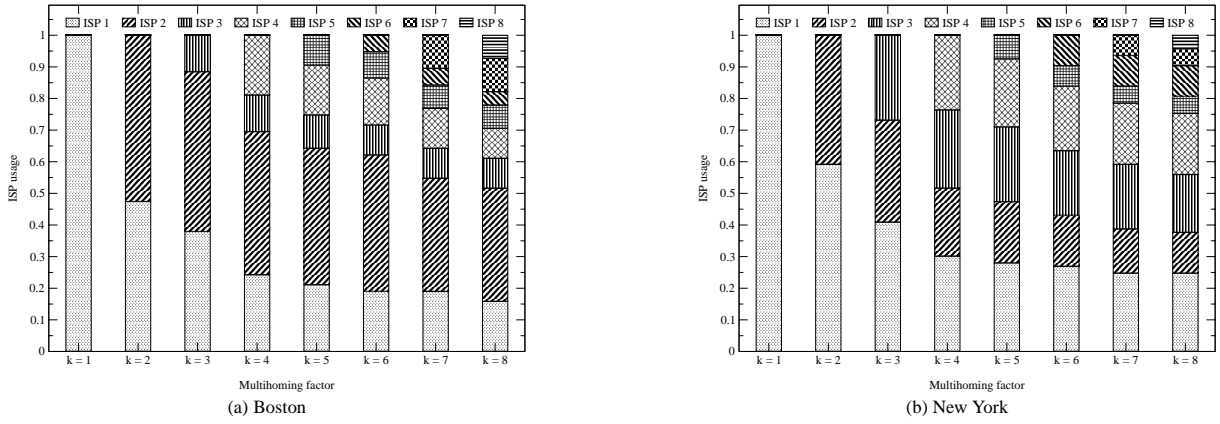 ISP 1 ISP 2 ISP 3 ISP 4 ISP 5 ISP 6 ISP 7 ISP 8
1
0.9
0.8
0.7
0.6
0.5
0.4
0.3
0.2
0.1
0
ISP usage
k = 1 k = 2 k = 3 k = 4 k = 5 k = 6 k = 7 k = 8
Multihoming factor
(a) Boston
ISP 1 ISP 2 ISP 3 ISP 4 ISP 5 ISP 6 ISP 7 ISP 8
1
0.9
0.8
0.7
0.6
0.5
0.4
0.3
0.2
0.1
0
ISP usage
k = 1 k = 2 k = 3 k = 4 k = 5 k = 6 k = 7 k = 8
Multihoming factor
(b) New York